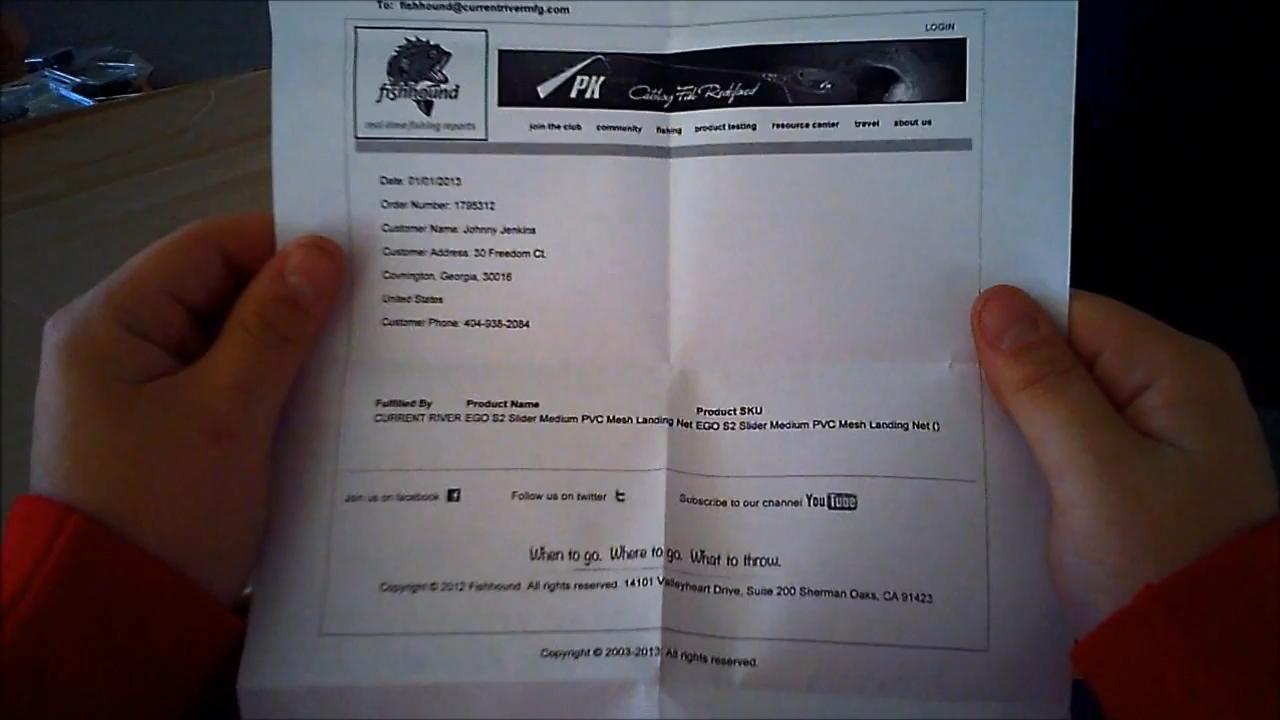 To: fishhound@currentrivermfg.com
LOGIN
fishhound
real-time fishing reports
PK
Catalog Fish Redefined
join the club community fishing product testing resource center travel about us
Date: 01/01/2013
Order Number: 1795312
Customer Name: Johnny Jenkins
Customer Address: 30 Freedom Ct.
Covnington, Georgia, 30016
United States
Customer Phone: 404-938-2084
Fulfilled By Product Name Product SKU
CURRENT RIVER EGO S2 Slider Medium PVC Mesh Landing Net EGO S2 Slider Medium PVC Mesh Landing Net ()
Join us on facebook f Follow us on twitter t Subscribe to our channel YouTube
When to go. Where to go. What to throw.
Copyright © 2012 Fishhound. All rights reserved. 14101 Valleyheart Drive, Suite 200 Sherman Oaks, CA 91423
Copyright © 2003-2013 All rights reserved.